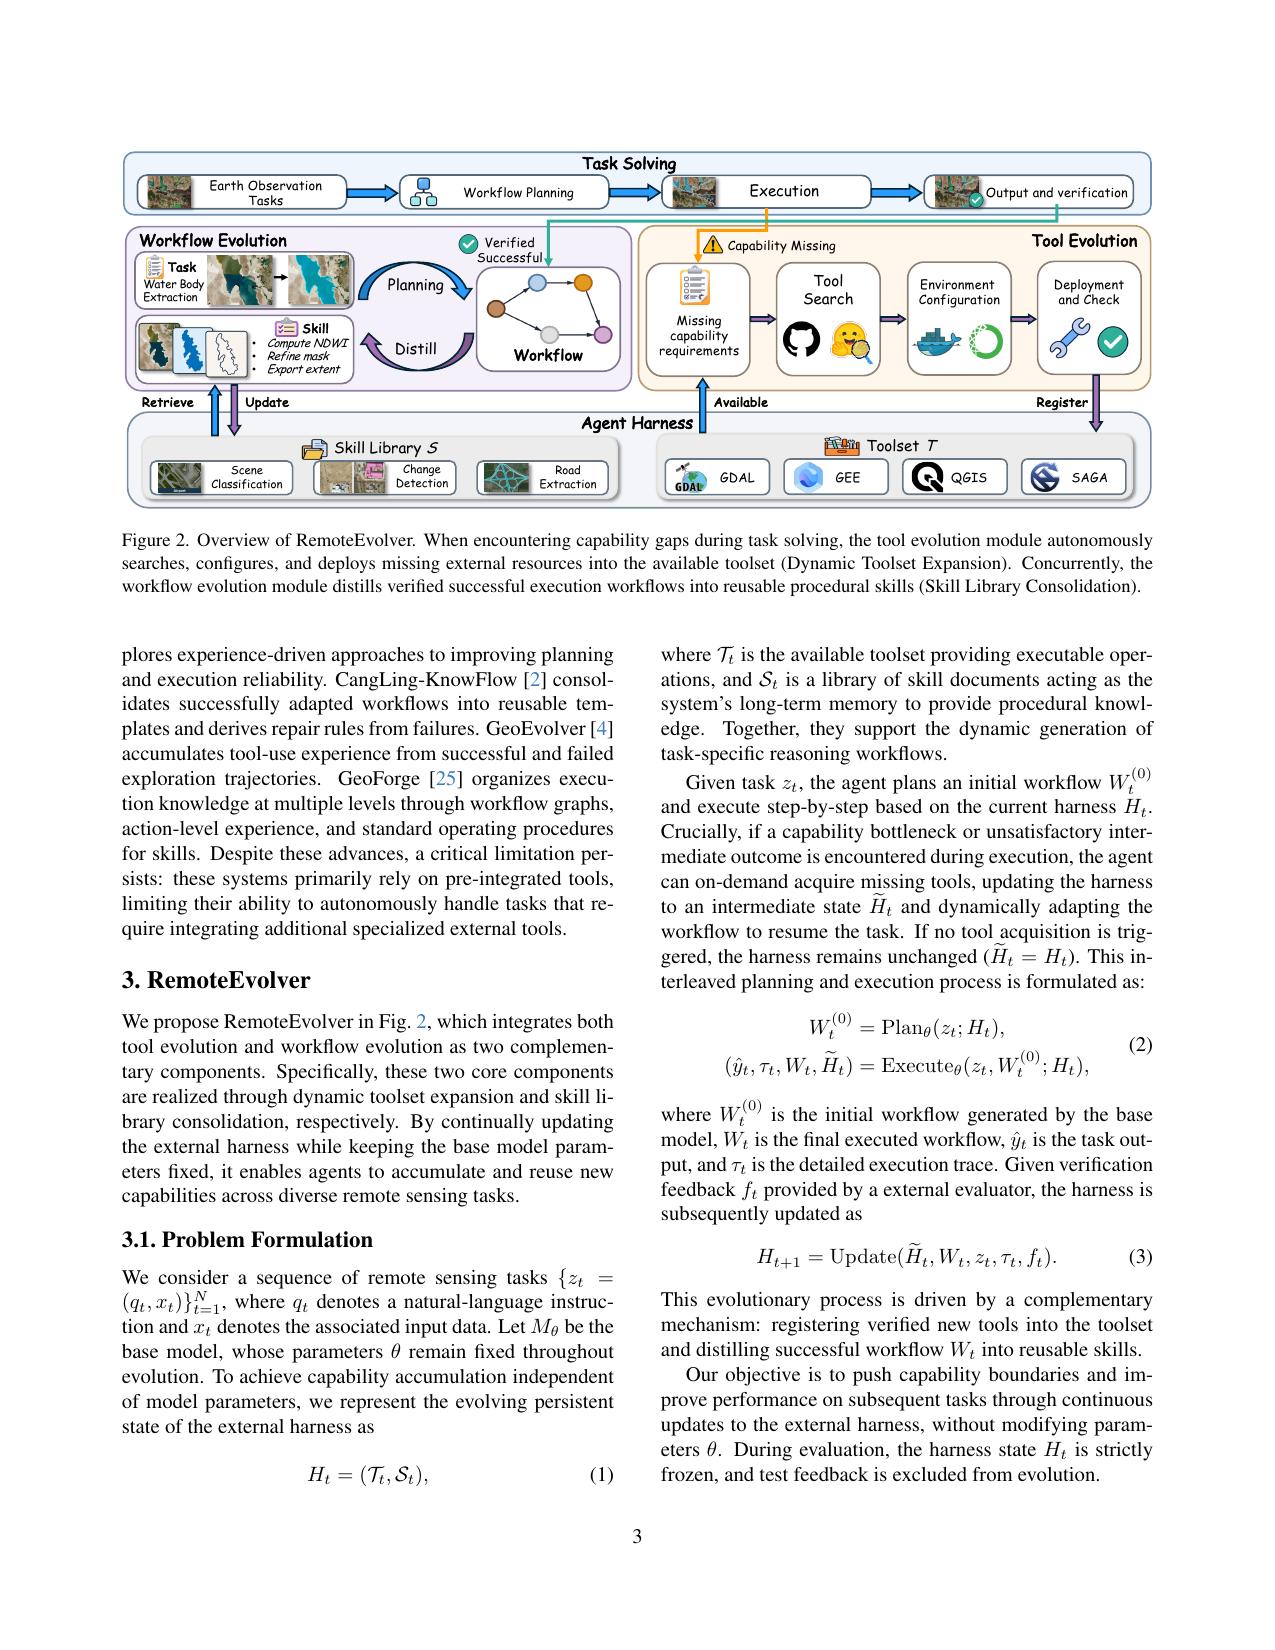 Task Solving
Earth Observation
Tasks
Workflow Planning
Execution
Output and verification
Workflow Evolution
Verified
Successful
Task
Water Body
Extraction
Skill
• Compute NDWI
• Refine mask
• Export extent
Planning
Distill
Workflow
Capability Missing
Tool Evolution
Missing
capability
requirements
Tool
Search
Environment
Configuration
Deployment
and Check
Retrieve
Update
Available
Register
Agent Harness
Skill Library S
Scene
Classification
Change
Detection
Road
Extraction
Toolset T
GDAL
GDAL
GEE
QGIS
SAGA
Figure 2. Overview of RemoteEvolver. When encountering capability gaps during task solving, the tool evolution module autonomously
searches, configures, and deploys missing external resources into the available toolset (Dynamic Toolset Expansion). Concurrently, the
workflow evolution module distills verified successful execution workflows into reusable procedural skills (Skill Library Consolidation).
plores experience-driven approaches to improving planning
and execution reliability. CangLing-KnowFlow [2] consol-
idates successfully adapted workflows into reusable tem-
plates and derives repair rules from failures. GeoEvolver [4]
accumulates tool-use experience from successful and failed
exploration trajectories. GeoForge [25] organizes execu-
tion knowledge at multiple levels through workflow graphs,
action-level experience, and standard operating procedures
for skills. Despite these advances, a critical limitation per-
sists: these systems primarily rely on pre-integrated tools,
limiting their ability to autonomously handle tasks that re-
quire integrating additional specialized external tools.
3. RemoteEvolver
We propose RemoteEvolver in Fig. 2, which integrates both
tool evolution and workflow evolution as two complemen-
tary components. Specifically, these two core components
are realized through dynamic toolset expansion and skill li-
brary consolidation, respectively. By continually updating
the external harness while keeping the base model param-
eters fixed, it enables agents to accumulate and reuse new
capabilities across diverse remote sensing tasks.
3.1. Problem Formulation
We consider a sequence of remote sensing tasks {z_t =
(q_t, x_t)}_{t=1}^N, where q_t denotes a natural-language instruc-
tion and x_t denotes the associated input data. Let M_θ be the
base model, whose parameters θ remain fixed throughout
evolution. To achieve capability accumulation independent
of model parameters, we represent the evolving persistent
state of the external harness as
H_t = (𝒯_t, 𝒮_t), (1)
where 𝒯_t is the available toolset providing executable oper-
ations, and 𝒮_t is a library of skill documents acting as the
system's long-term memory to provide procedural knowl-
edge. Together, they support the dynamic generation of
task-specific reasoning workflows.
Given task z_t, the agent plans an initial workflow W_t^{(0)}
and execute step-by-step based on the current harness H_t.
Crucially, if a capability bottleneck or unsatisfactory inter-
mediate outcome is encountered during execution, the agent
can on-demand acquire missing tools, updating the harness
to an intermediate state H̃_t and dynamically adapting the
workflow to resume the task. If no tool acquisition is trig-
gered, the harness remains unchanged (H̃_t = H_t). This in-
terleaved planning and execution process is formulated as:
W_t^{(0)} = Plan_θ(z_t; H_t),
(ŷ_t, τ_t, W_t, H̃_t) = Execute_θ(z_t, W_t^{(0)}; H_t), (2)
where W_t^{(0)} is the initial workflow generated by the base
model, W_t is the final executed workflow, ŷ_t is the task out-
put, and τ_t is the detailed execution trace. Given verification
feedback f_t provided by a external evaluator, the harness is
subsequently updated as
H_{t+1} = Update(H̃_t, W_t, z_t, τ_t, f_t). (3)
This evolutionary process is driven by a complementary
mechanism: registering verified new tools into the toolset
and distilling successful workflow W_t into reusable skills.
Our objective is to push capability boundaries and im-
prove performance on subsequent tasks through continuous
updates to the external harness, without modifying param-
eters θ. During evaluation, the harness state H_t is strictly
frozen, and test feedback is excluded from evolution.
3